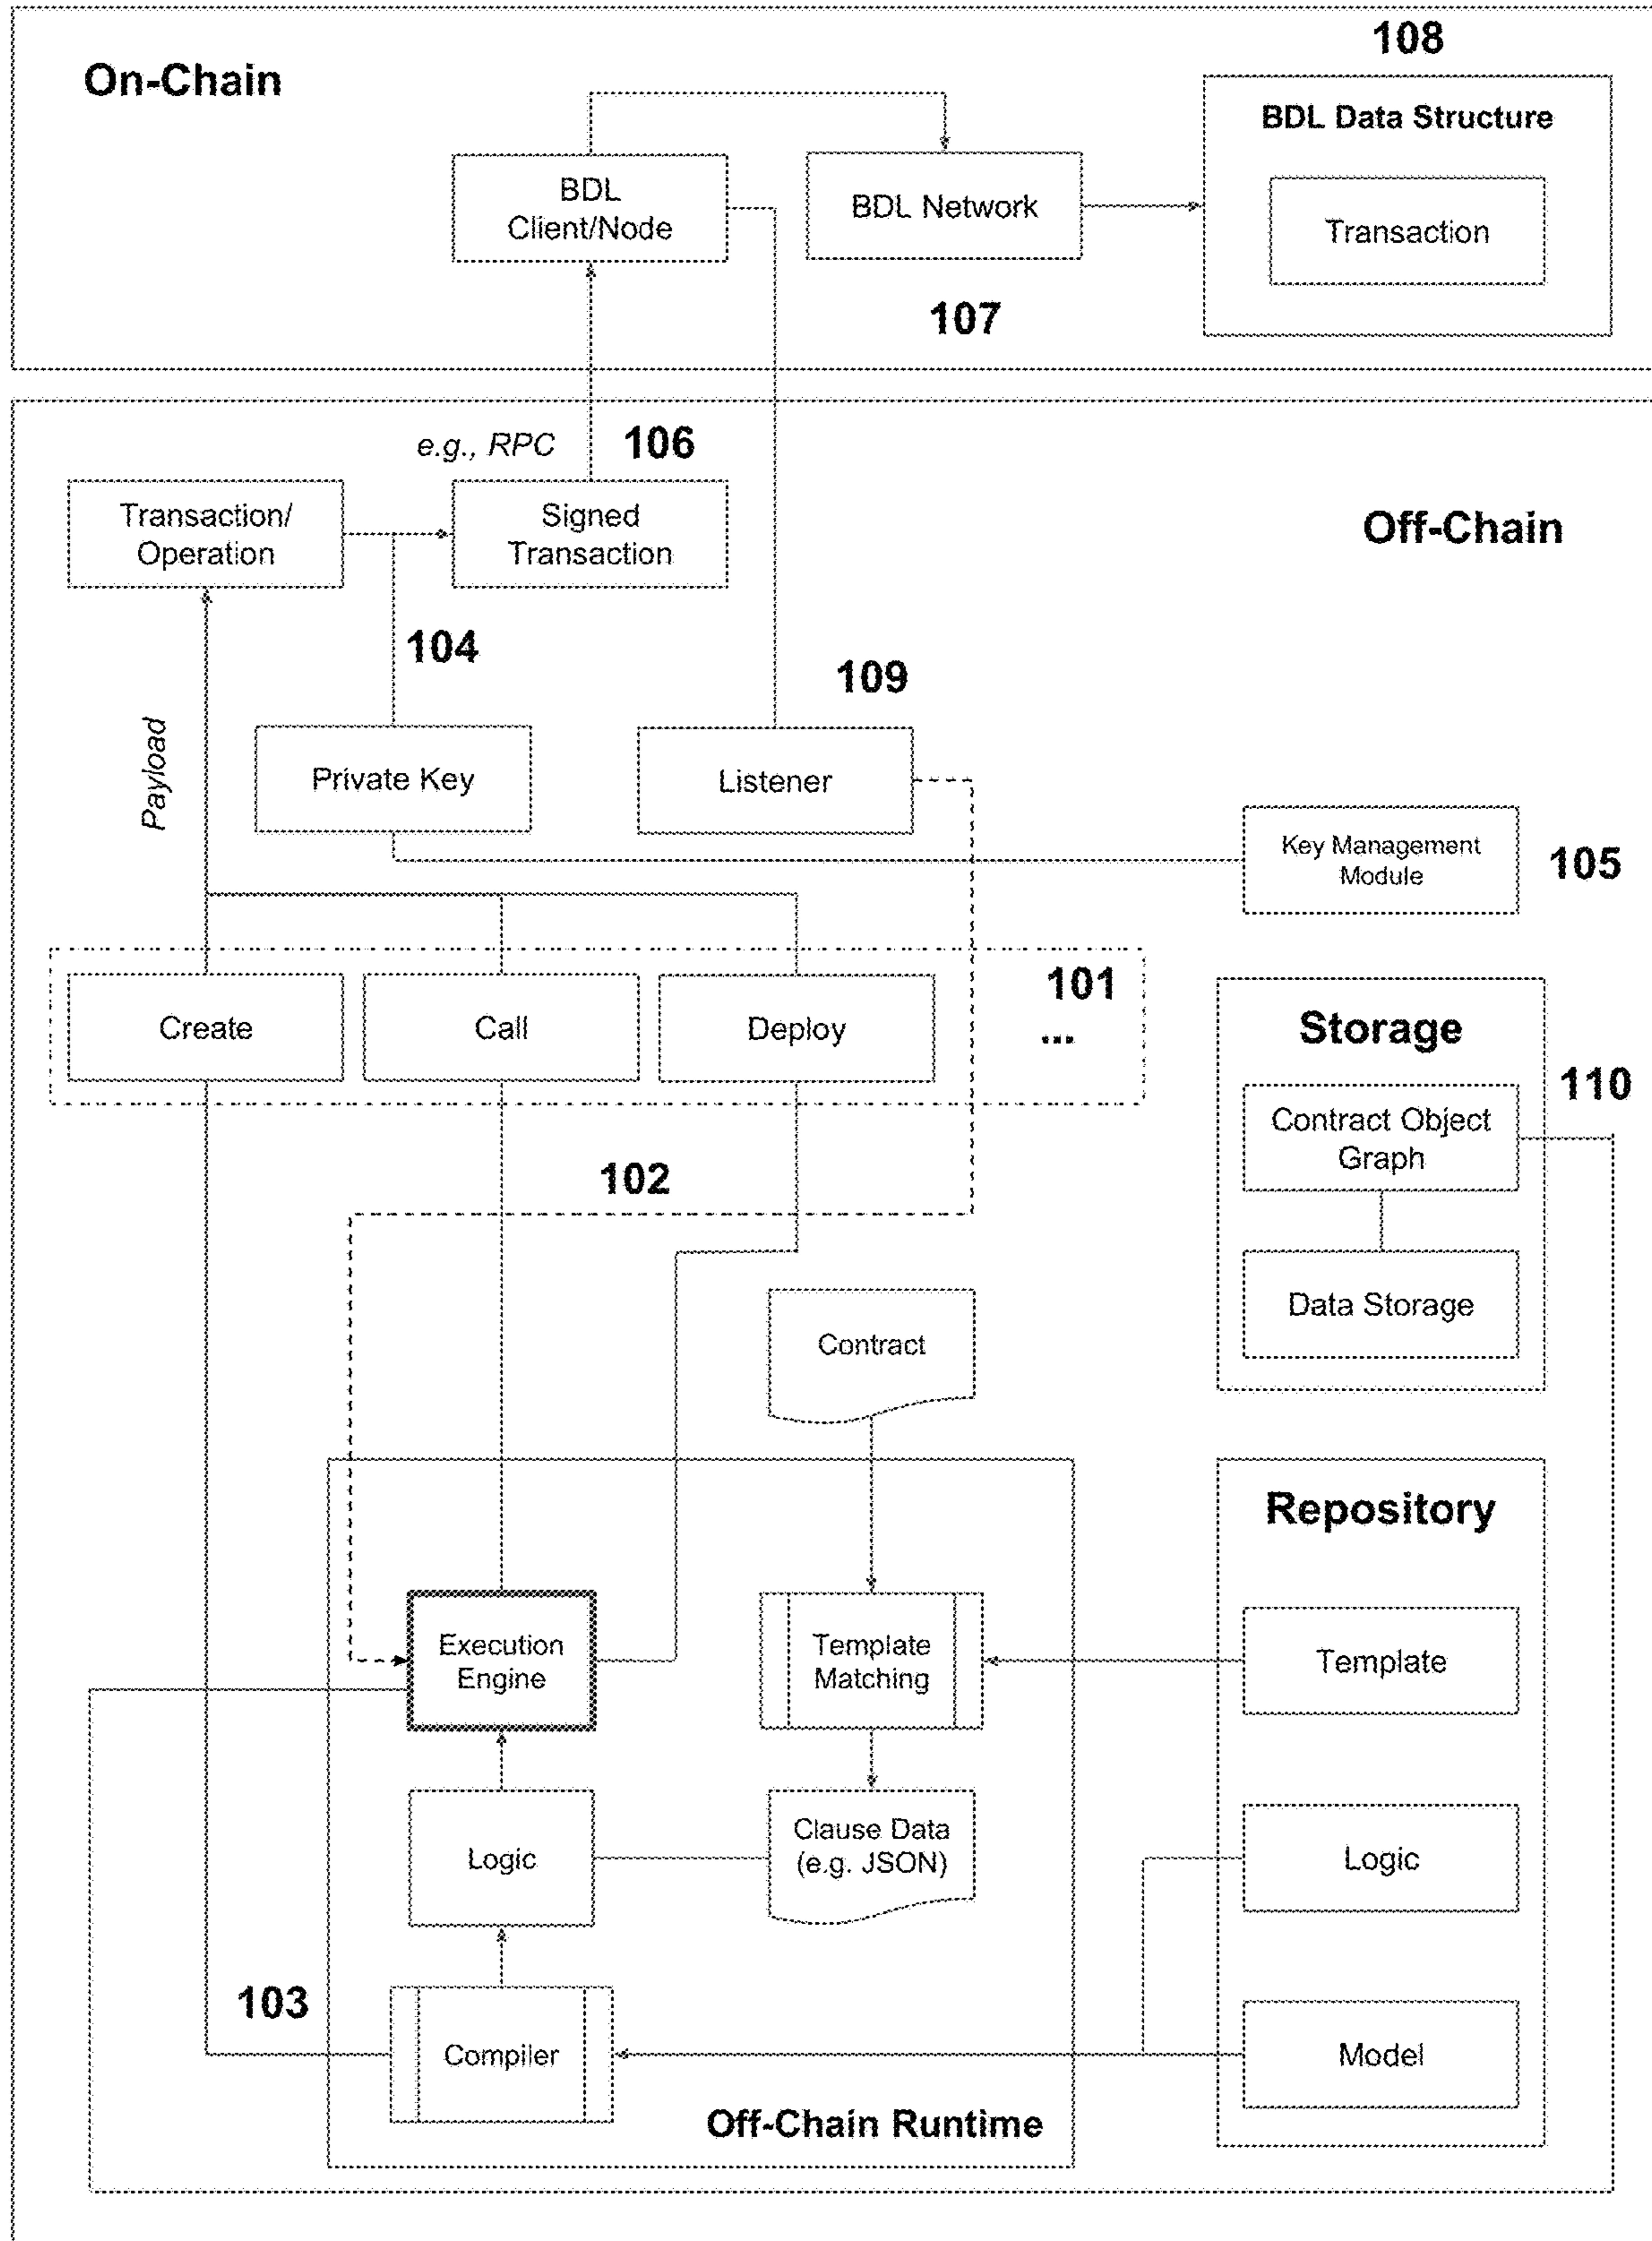 108
On-Chain
BDL Data Structure
BDL
Client/Node
BDL Network
Transaction
107
e.g., RPC
106
Transaction/
Operation
Signed
Transaction
Off-Chain
104
109
Payload
Private Key
Listener
Key Management
Module
105
101
Create
Call
Deploy
...
Storage
110
Contract Object
Graph
102
Data Storage
Contract
Repository
Execution
Engine
Template
Matching
Template
Logic
Clause Data
(e.g. JSON)
Logic
103
Compiler
Model
Off-Chain Runtime